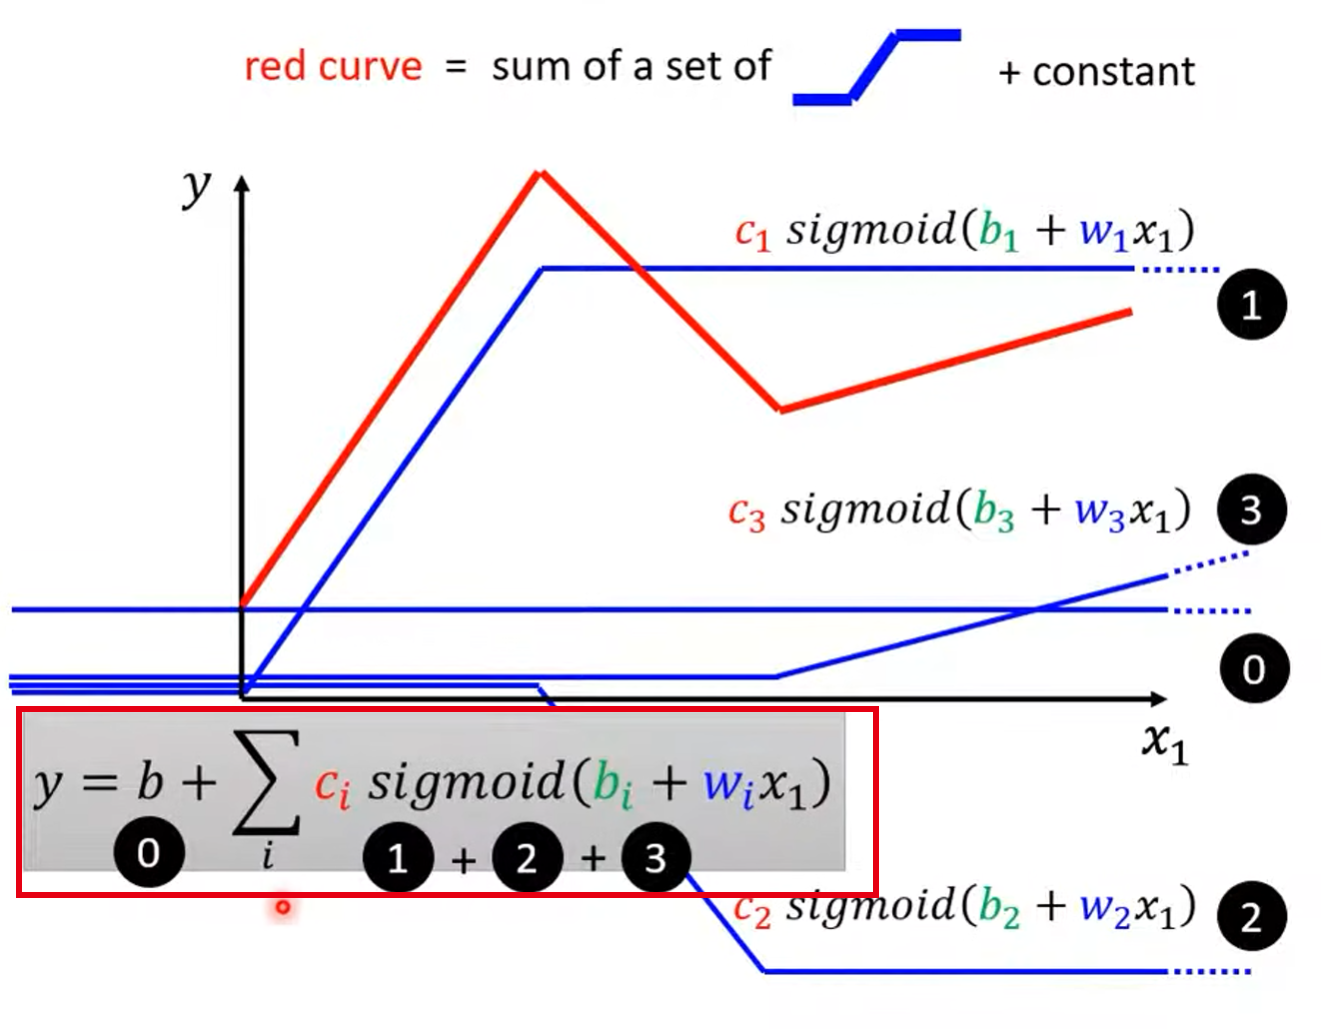 red curve = sum of a set of + constant
y
c₁ sigmoid(b₁ + w₁x₁)
1
c₃ sigmoid(b₃ + w₃x₁) 3
0
x₁
y = b + ∑ cᵢ sigmoid(bᵢ + wᵢx₁)
0 i 1 + 2 + 3
c₂ sigmoid(b₂ + w₂x₁) 2